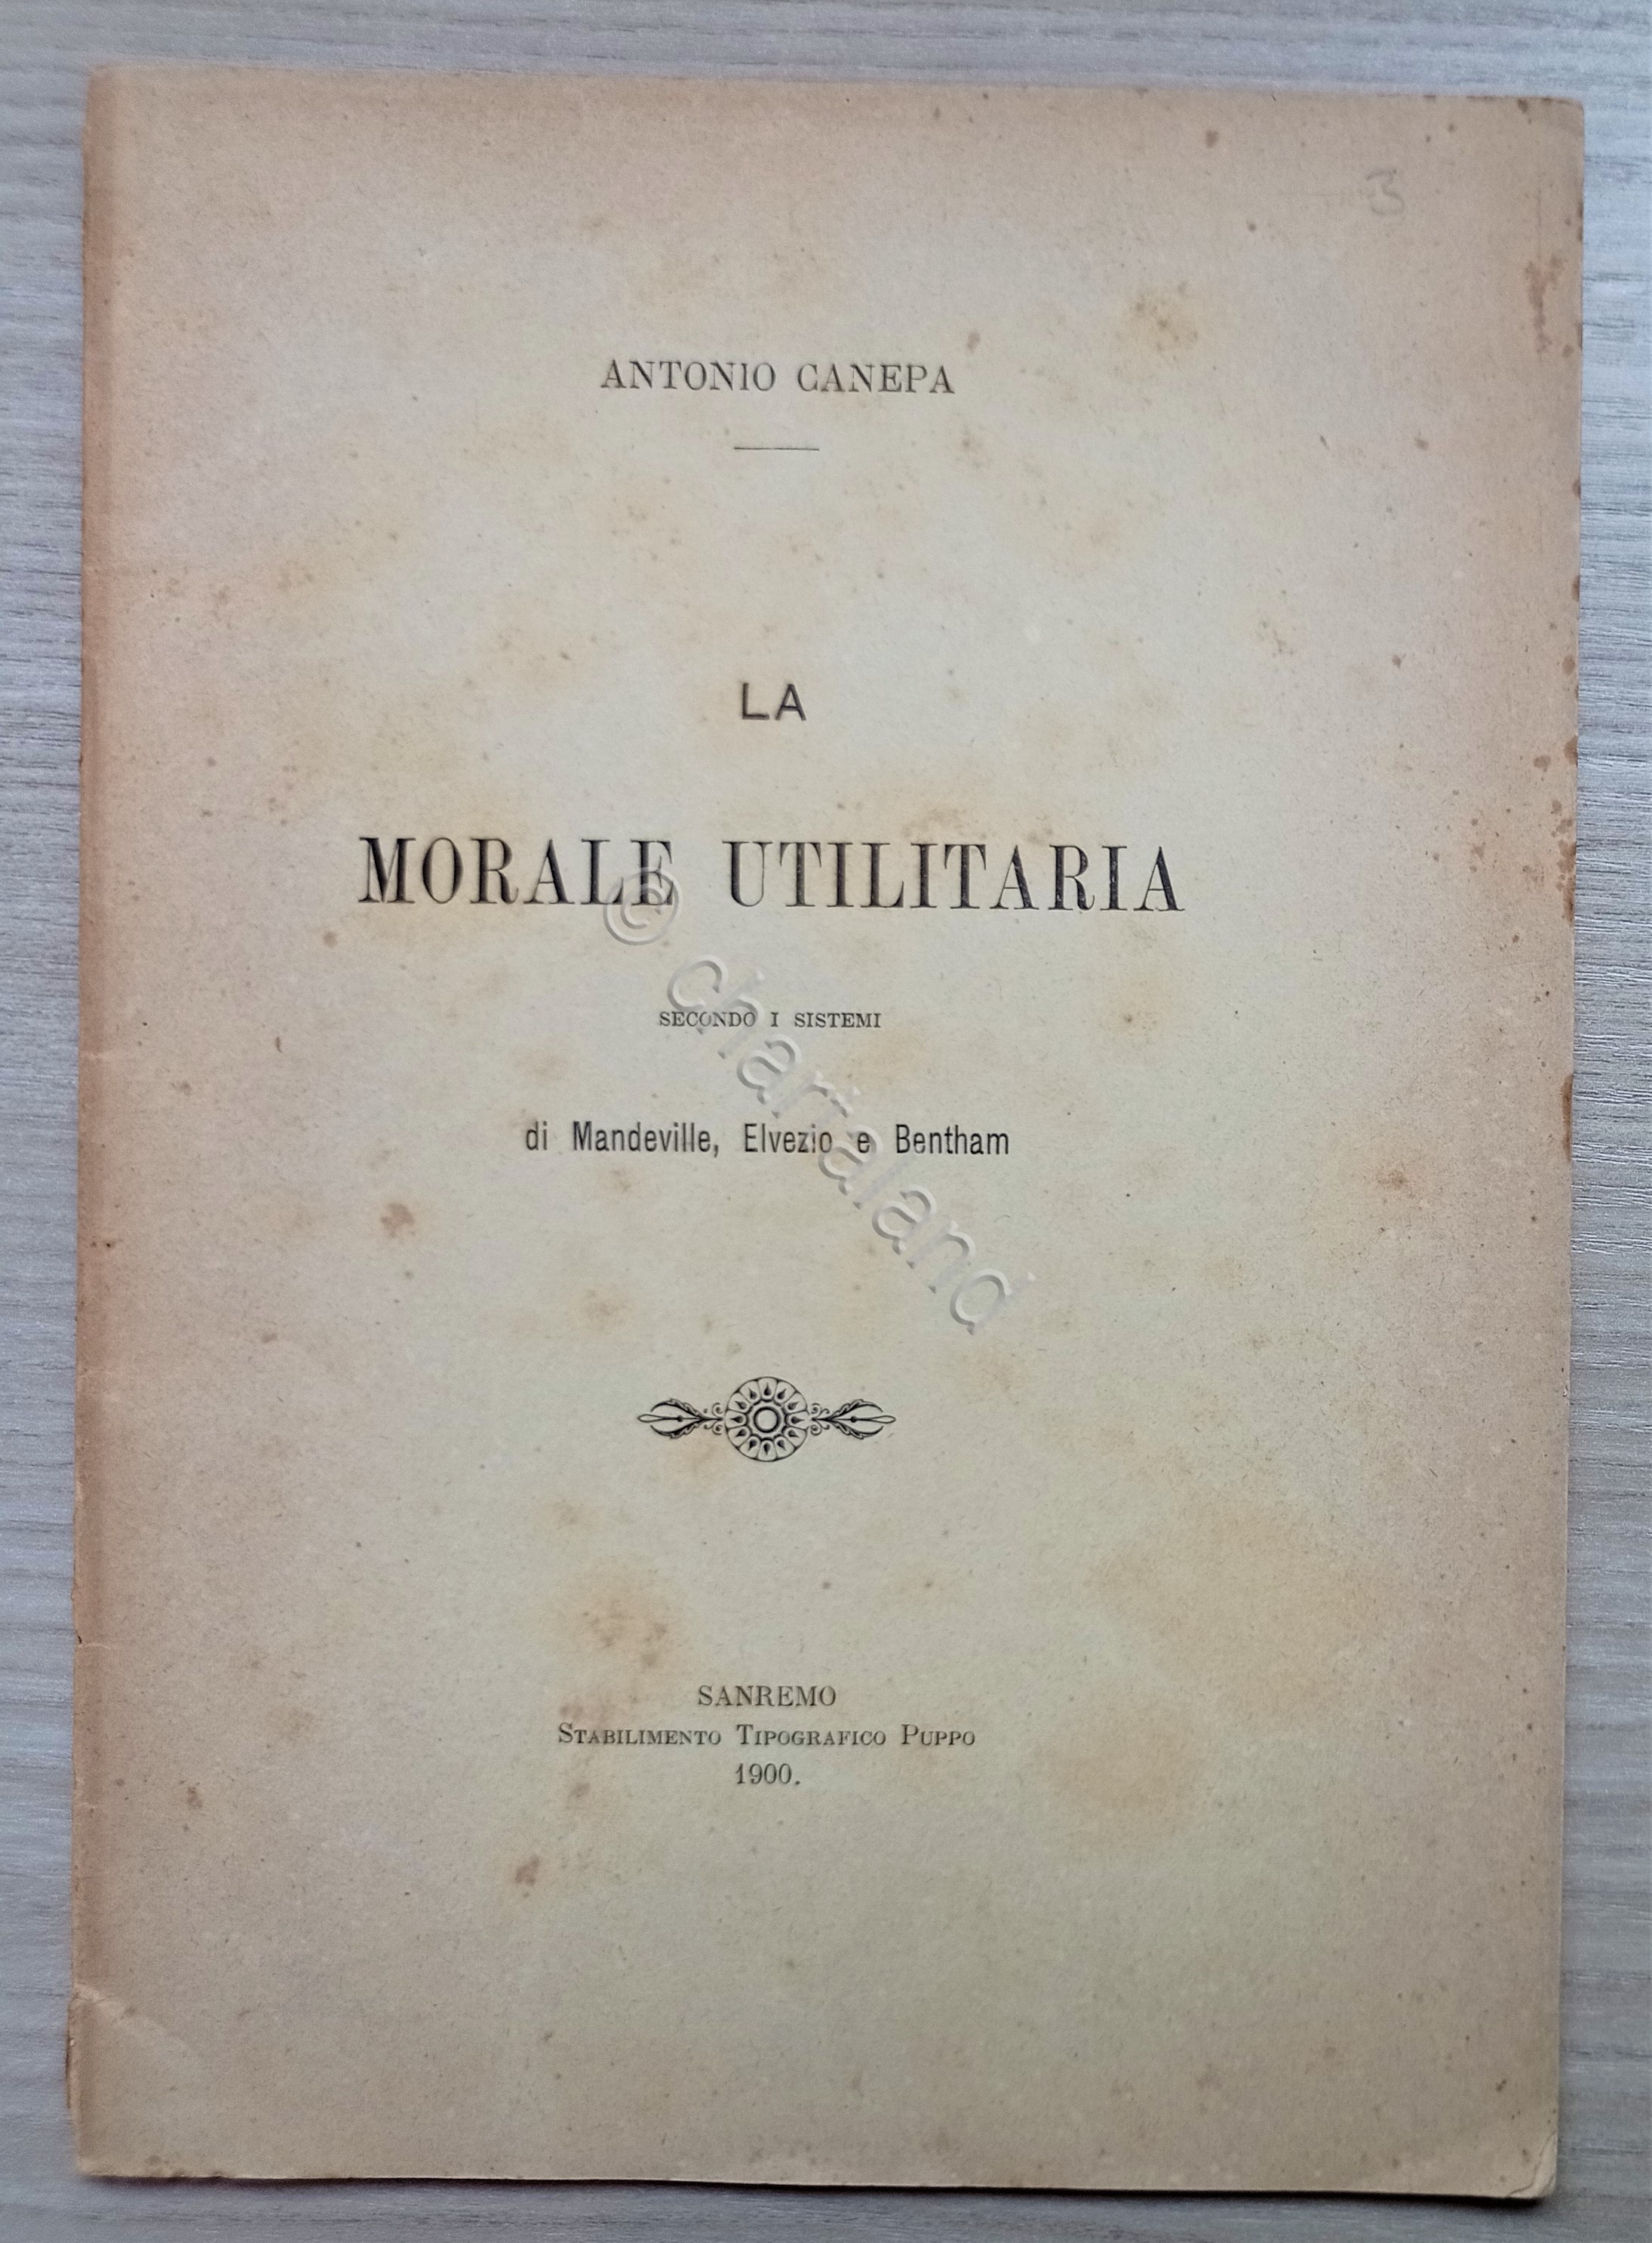 3
ANTONIO CANEPA
LA
MORALE UTILITARIA
SECONDO I SISTEMI
di Mandeville, Elvezio e Bentham
SANREMO
STABILIMENTO TIPOGRAFICO PUPPO
1900.
© chartaland